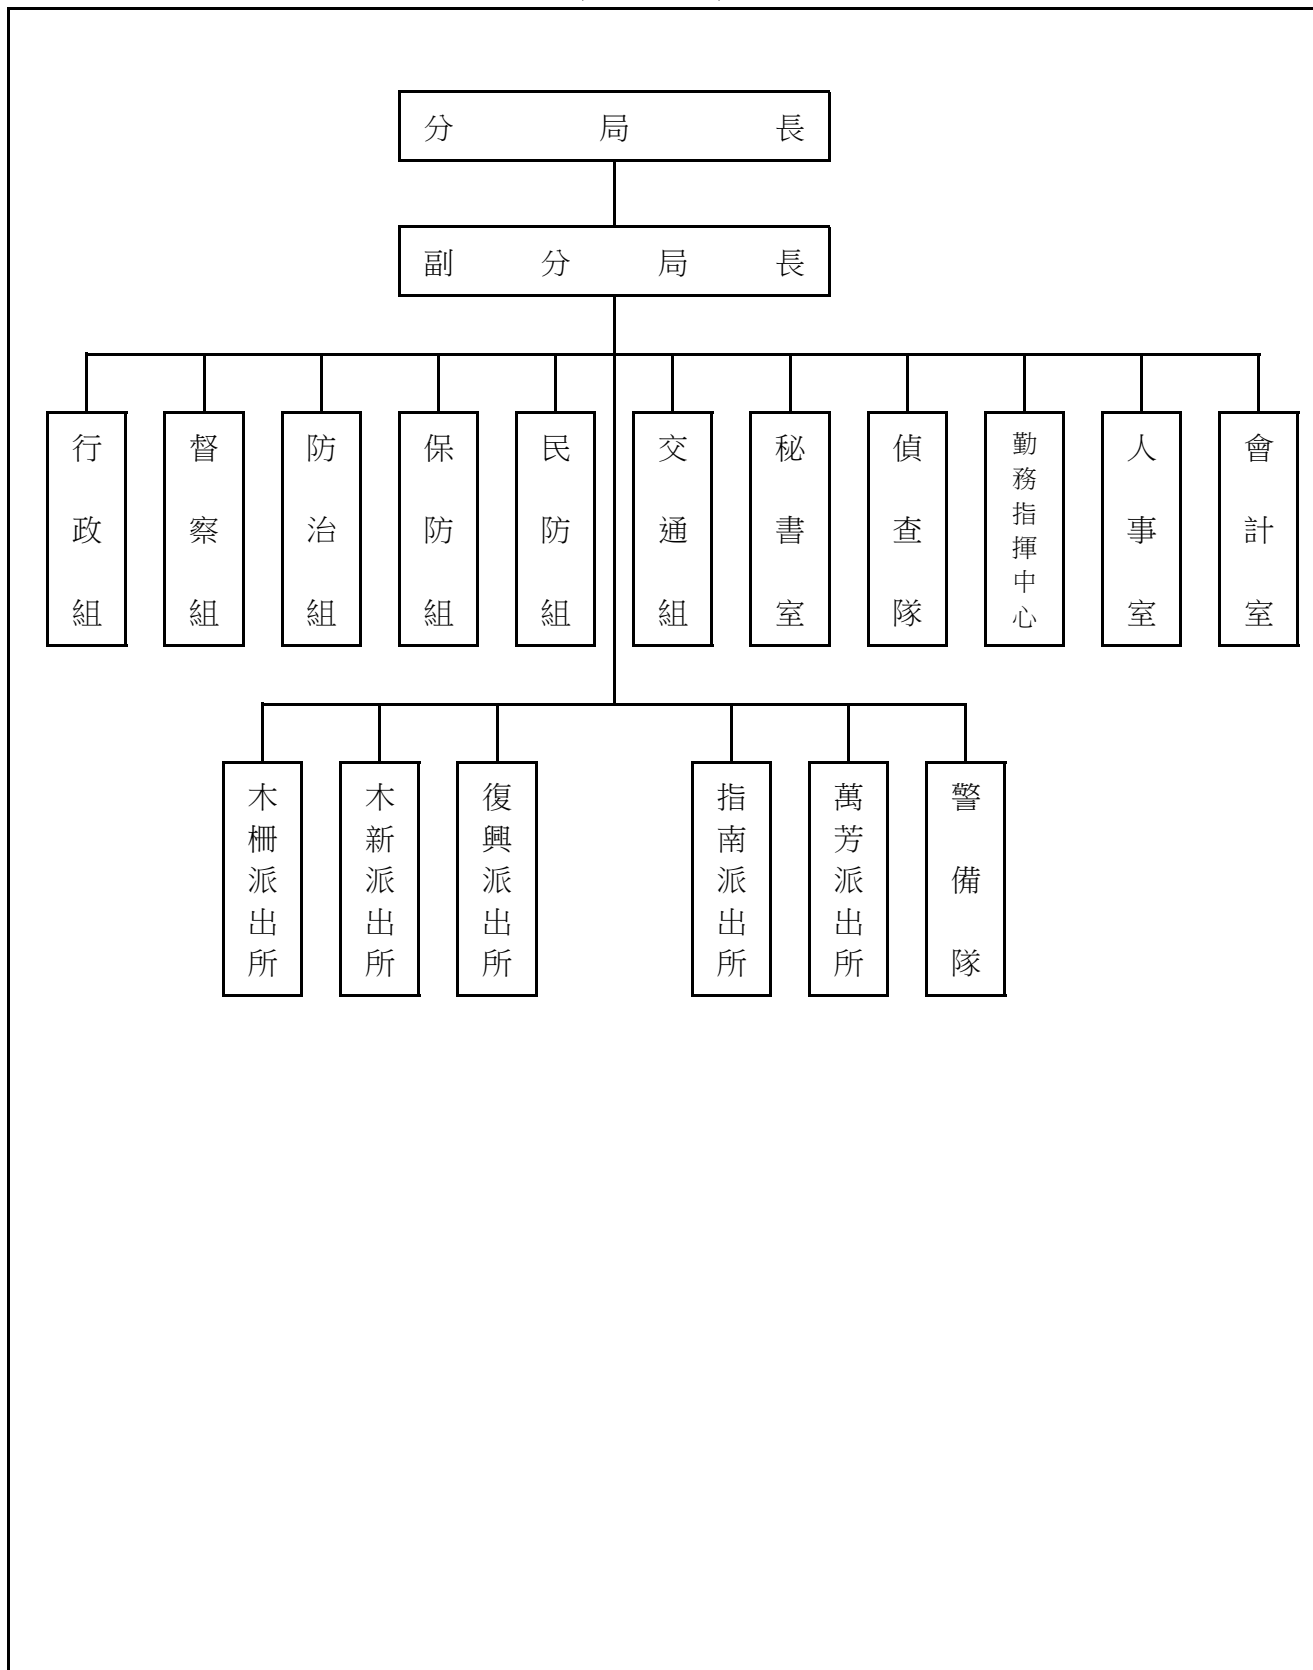 分局長
副分局長
行政組
督察組
防治組
保防組
民防組
交通組
秘書室
偵查隊
勤務指揮中心
人事室
會計室
木柵派出所
木新派出所
復興派出所
指南派出所
萬芳派出所
警備隊